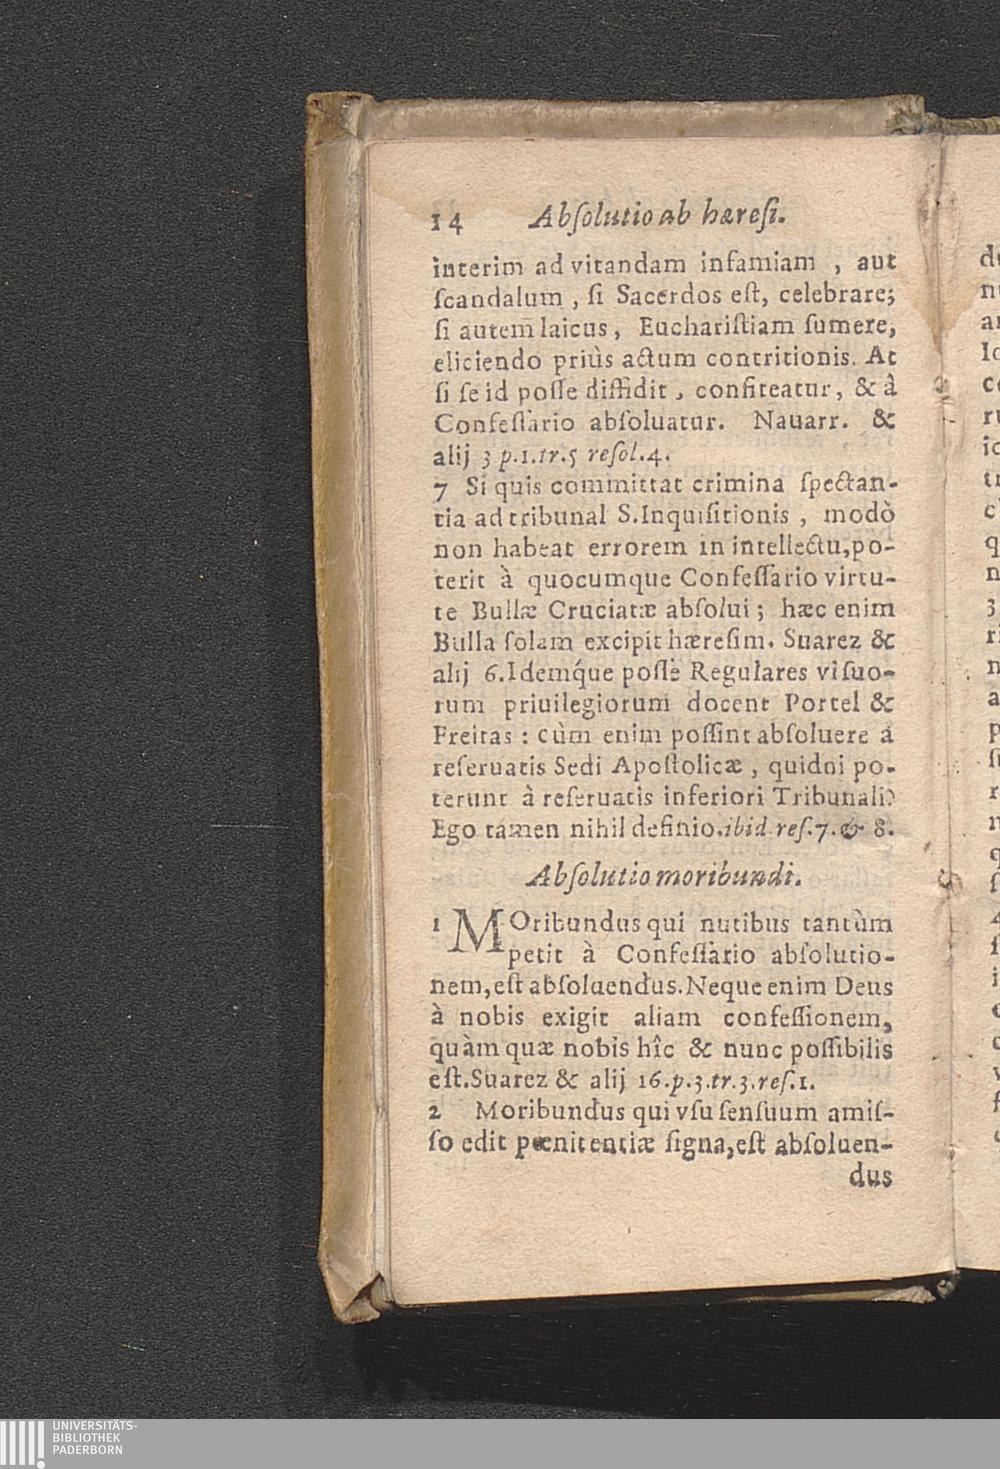 14 Abſolutio ab hæreſi.
interim ad vitandam infamiam , aut
ſcandalum , ſi Sacerdos eſt, celebrare;
ſi autem laicus, Euchariſtiam ſumere,
eliciendo priùs actum contritionis. At
ſi ſe id poſſe diffidit, confiteatur, & â
Confeſſario abſoluatur. Nauarr. &
alij 3 p.1.tr.5 reſol.4.
7 Si quis committat crimina ſpectan-
tia ad tribunal S.Inquiſitionis , modò
non habeat errorem in intellectu,po-
terit à quocumque Confeſſario virtu-
te Bullæ Cruciatæ abſolui ; hæc enim
Bulla ſolam excipit hæreſim. Suarez &
alij 6.Idemq́ue poſſe Regulares vi ſuo-
rum priuilegiorum docent Portel &
Freitas : cùm enim poſſint abſoluere à
reſeruatis Sedi Apoſtolicæ , quidni po-
terunt à reſeruatis inferiori Tribunali?
Ego tamen nihil definio.ibid reſ.7.& 8.
Abſolutio moribundi.
1 MOribundus qui nutibus tantùm
petit à Confeſſario abſolutio-
nem,eſt abſoluendus.Neque enim Deus
à nobis exigit aliam confeſſionem,
quàm quæ nobis hîc & nunc poſſibilis
eſt.Suarez & alij 16.p.3.tr.3.reſ.1.
2 Moribundus qui vſu ſenſuum amiſ-
ſo edit pœnitentiæ ſigna,eſt abſoluen-
dus
UNIVERSITÄTS-
BIBLIOTHEK
PADERBORN